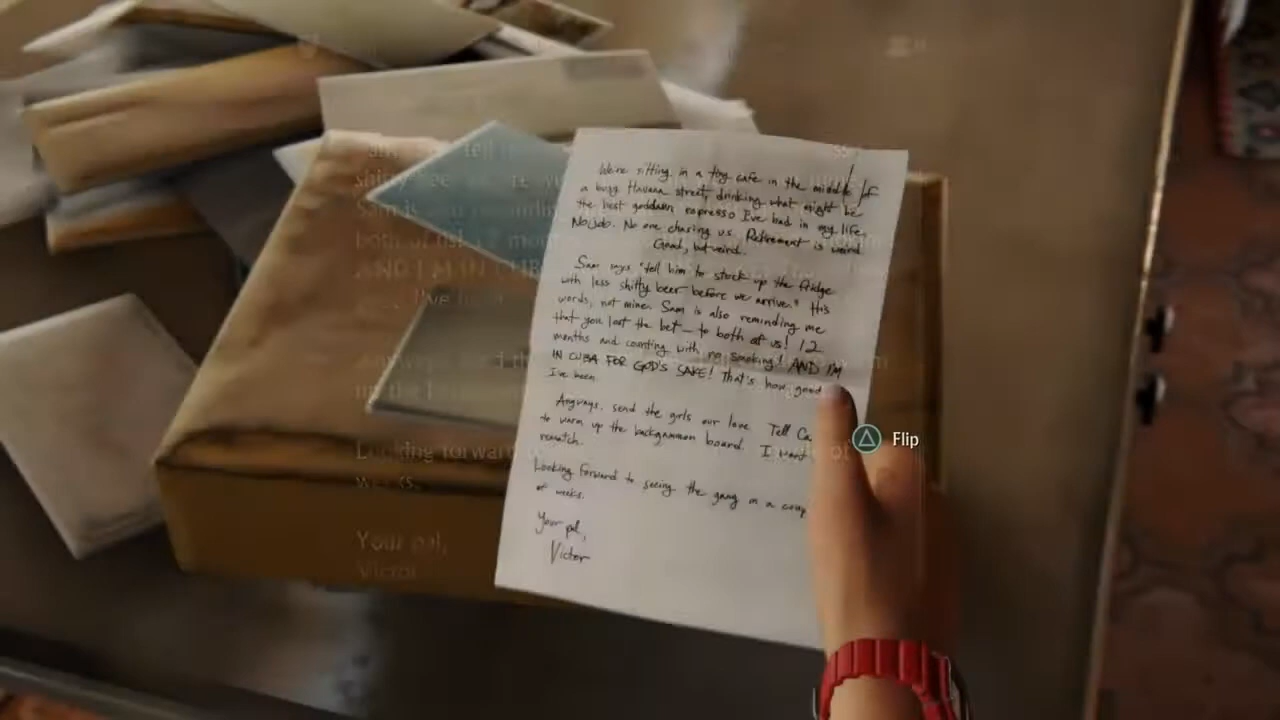 We're sitting in a tiny cafe in the middle of
a busy Havana street, drinking what might be
the best goddamn espresso I've had in my life.
No job. No one chasing us. Retirement is weird.
Good, but weird.
Sam says, "tell him to stock up the fridge
with less shitty beer before we arrive." His
words, not mine. Sam is also reminding me
that you lost the bet — to both of us! 12
months and counting with no smoking! AND I'M
IN CUBA FOR GOD'S SAKE! That's how good
I've been.
Anyways, send the girls our love. Tell Ca
to warm up the backgammon board. I want
rematch.
Looking forward to seeing the gang in a coup
of weeks.
Your pal,
Victor
Flip
Looking forward
weeks.
Your pal,
Victor